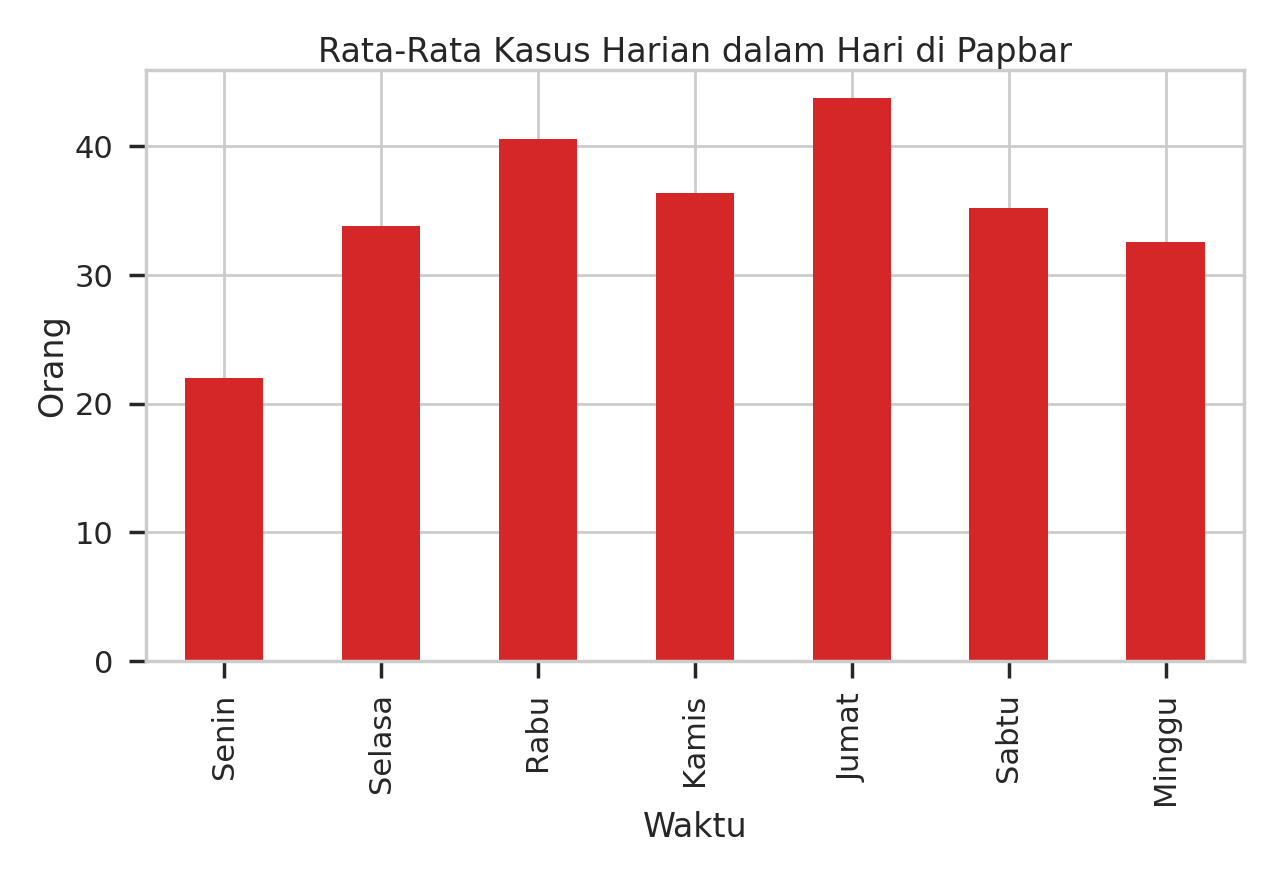 Rata-Rata Kasus Harian dalam Hari di Papbar
Orang
40
30
20
10
0
Senin
Selasa
Rabu
Kamis
Jumat
Sabtu
Minggu
Waktu